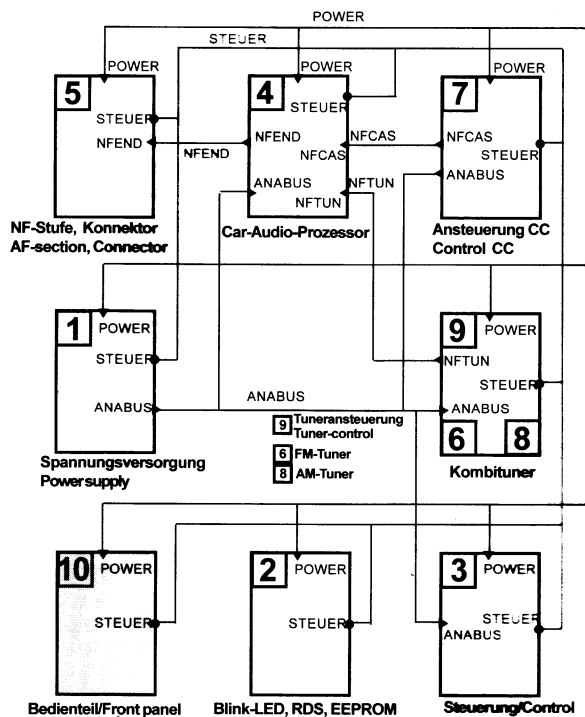 POWER
STEUER
POWER
POWER
POWER
5
4
7
STEUER
NFEND
NFEND
STEUER
NFEND
NFCAS
NFCAS
NFCAS
STEUER
ANABUS
NFTUN
NFTUN
ANABUS
NF-Stufe, Konnektor
AF-section, Connector
Car-Audio-Prozessor
Ansteuerung CC
Control CC
1
POWER
STEUER
ANABUS
Spannungsversorgung
Powersupply
ANABUS
9 Tuneransteuerung
Tuner-control
6 FM-Tuner
8 AM-Tuner
9
POWER
NFTUN
STEUER
ANABUS
6
8
Kombituner
10
POWER
STEUER
Bedienteil/Front panel
2
POWER
STEUER
Blink-LED, RDS, EEPROM
3
POWER
STEUER
ANABUS
Steuerung/Control